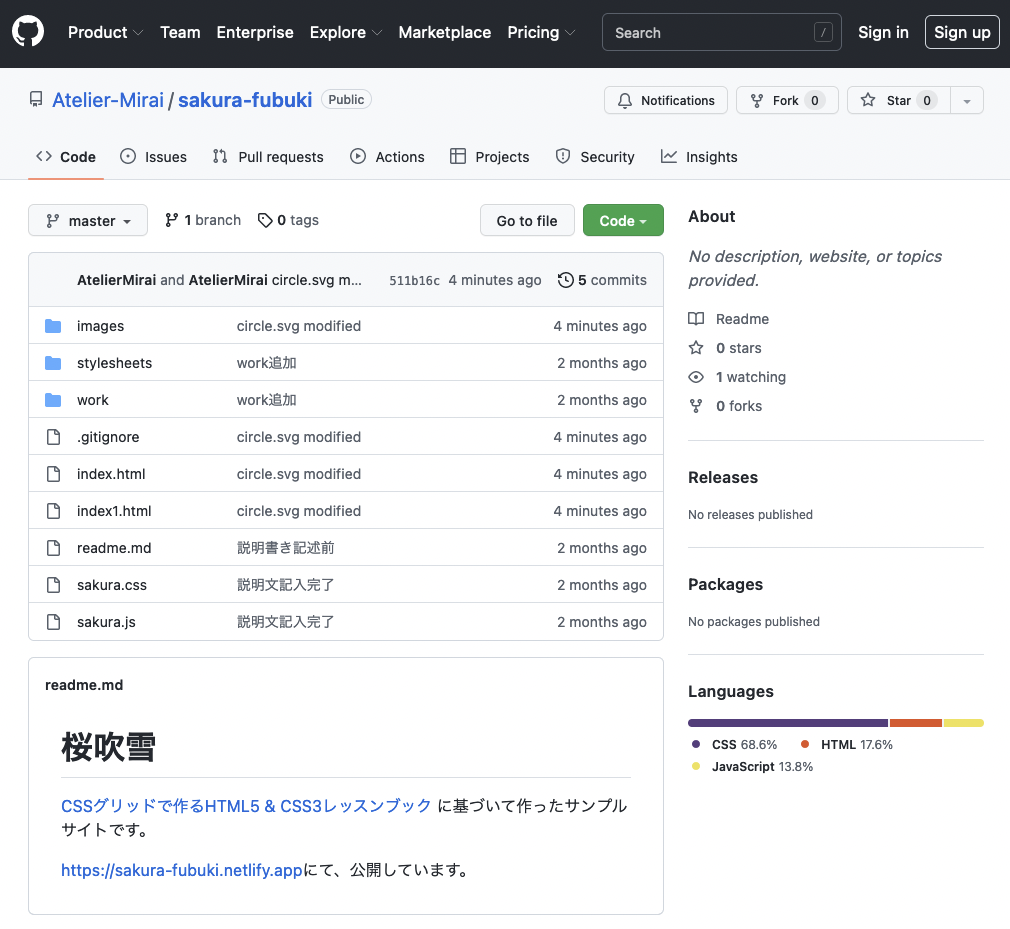 Product Team Enterprise Explore Marketplace Pricing Search / Sign in Sign up
Atelier-Mirai / sakura-fubuki Public Notifications Fork 0 Star 0
Code Issues Pull requests Actions Projects Security Insights
master 1 branch 0 tags Go to file Code
AtelierMirai and AtelierMirai circle.svg m... 511b16c 4 minutes ago 5 commits
images circle.svg modified 4 minutes ago
stylesheets work追加 2 months ago
work work追加 2 months ago
.gitignore circle.svg modified 4 minutes ago
index.html circle.svg modified 4 minutes ago
index1.html circle.svg modified 4 minutes ago
readme.md 説明書き記述前 2 months ago
sakura.css 説明文記入完了 2 months ago
sakura.js 説明文記入完了 2 months ago
readme.md
桜吹雪
CSSグリッドで作るHTML5 & CSS3レッスンブック に基づいて作ったサンプル
サイトです。
https://sakura-fubuki.netlify.appにて、公開しています。
About
No description, website, or topics
provided.
Readme
0 stars
1 watching
0 forks
Releases
No releases published
Packages
No packages published
Languages
CSS 68.6% HTML 17.6%
JavaScript 13.8%